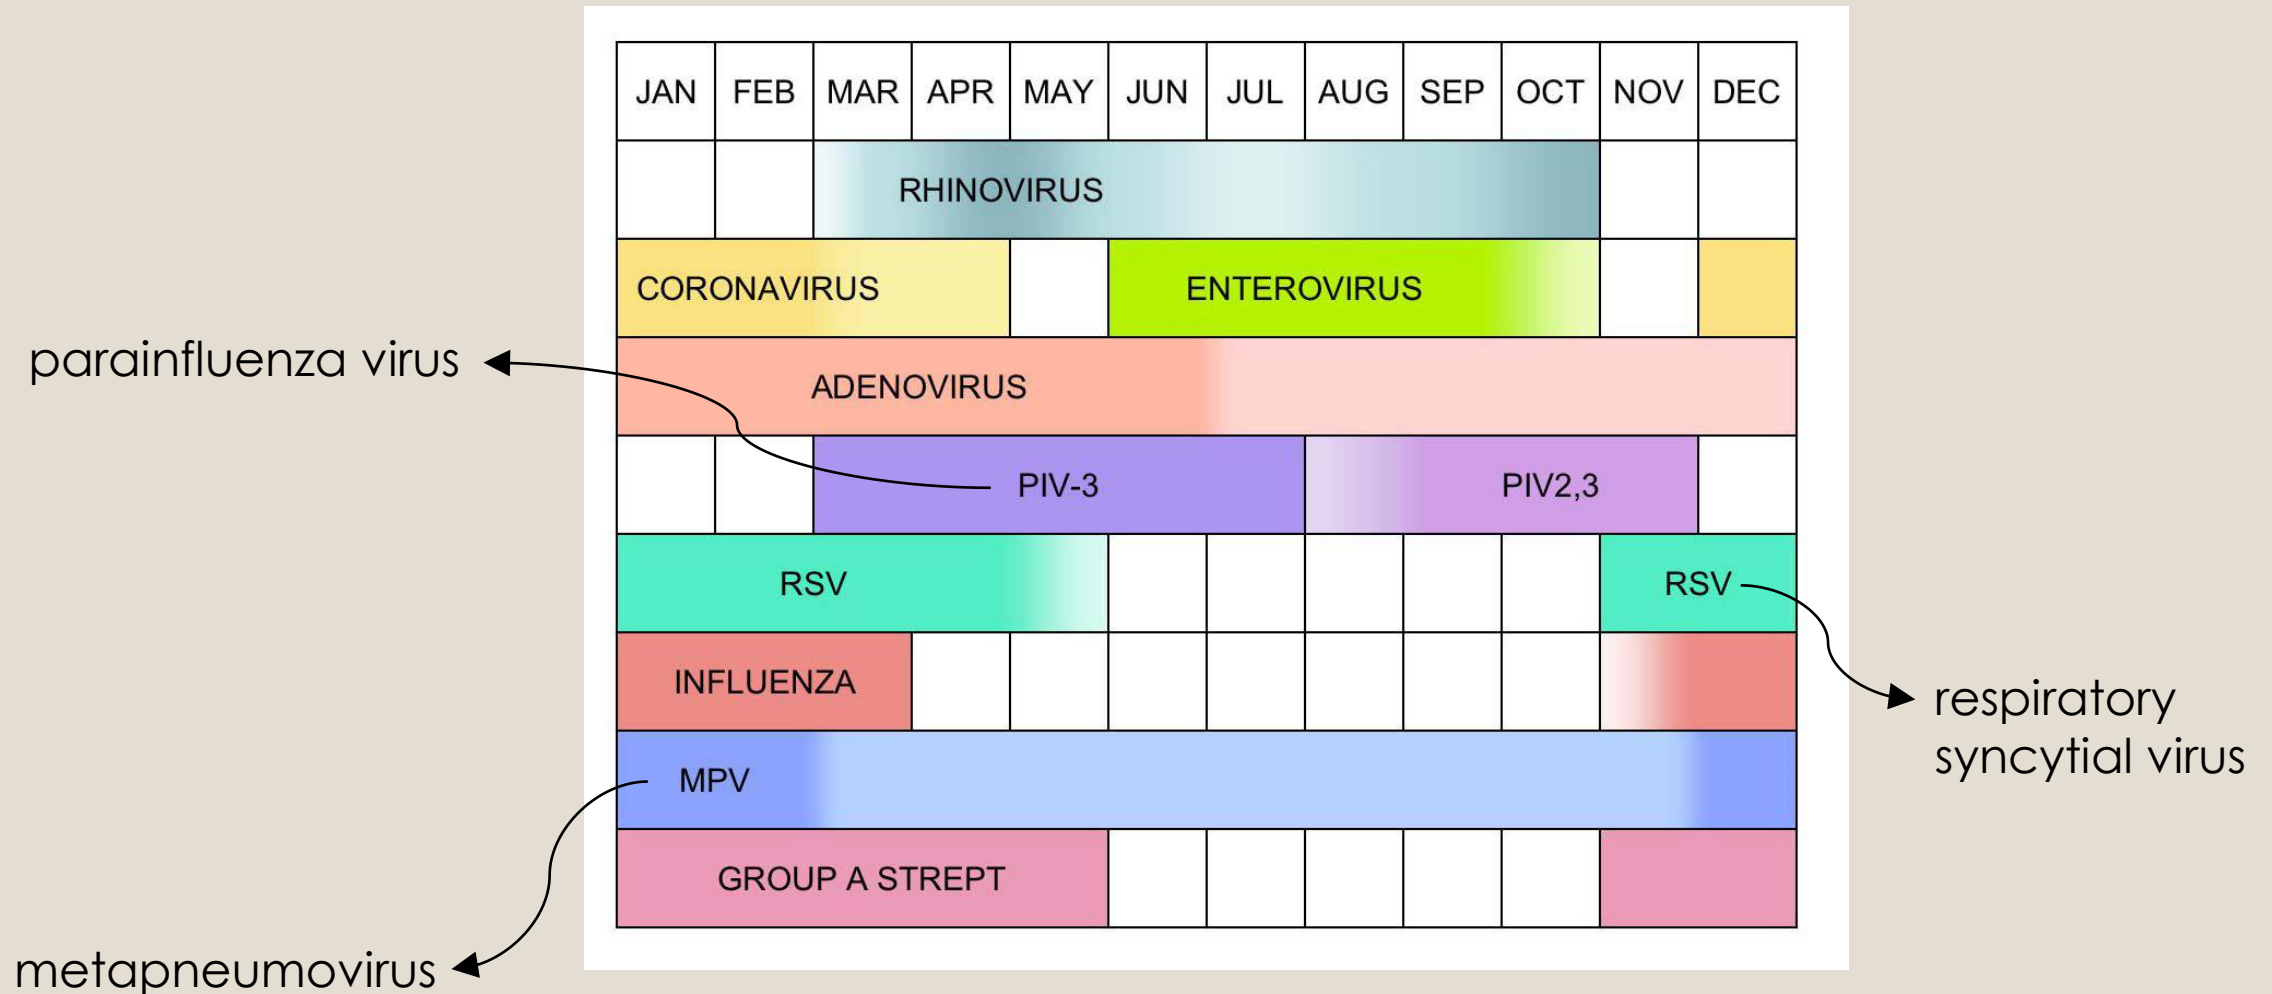 JAN FEB MAR APR MAY JUN JUL AUG SEP OCT NOV DEC
RHINOVIRUS
CORONAVIRUS ENTEROVIRUS
parainfluenza virus
ADENOVIRUS
PIV-3 PIV2,3
RSV RSV
INFLUENZA
respiratory
syncytial virus
MPV
GROUP A STREPT
metapneumovirus